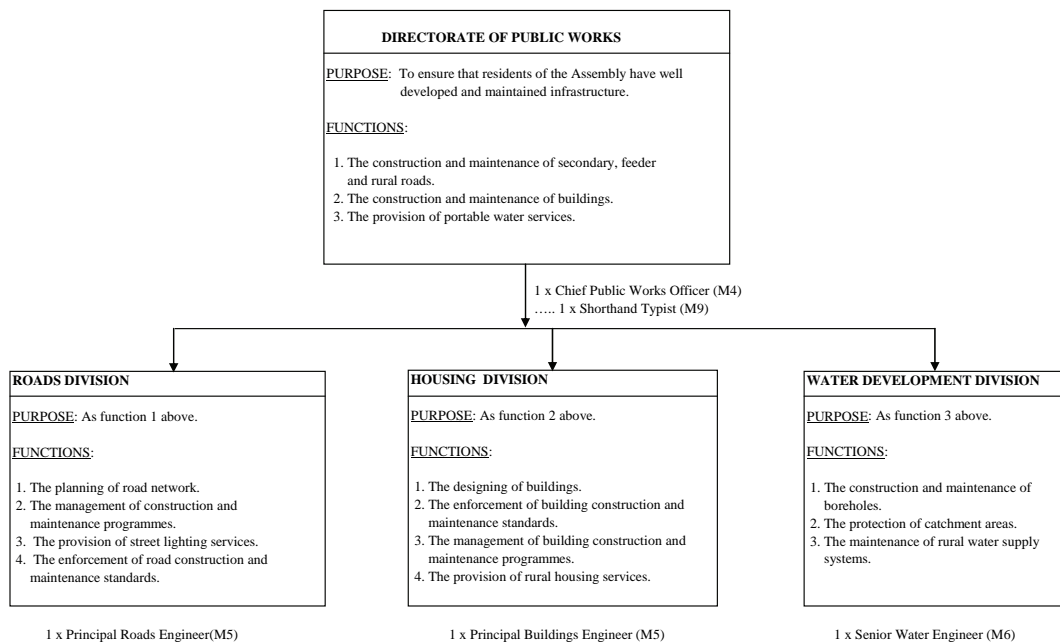 DIRECTORATE OF PUBLIC WORKS
PURPOSE: To ensure that residents of the Assembly have well
developed and maintained infrastructure.
FUNCTIONS:
1. The construction and maintenance of secondary, feeder
and rural roads.
2. The construction and maintenance of buildings.
3. The provision of portable water services.
1 x Chief Public Works Officer (M4)
….. 1 x Shorthand Typist (M9)
ROADS DIVISION
PURPOSE: As function 1 above.
FUNCTIONS:
1. The planning of road network.
2. The management of construction and
maintenance programmes.
3. The provision of street lighting services.
4. The enforcement of road construction and
maintenance standards.
1 x Principal Roads Engineer(M5)
HOUSING DIVISION
PURPOSE: As function 2 above.
FUNCTIONS:
1. The designing of buildings.
2. The enforcement of building construction and
maintenance standards.
3. The management of building construction and
maintenance programmes.
4. The provision of rural housing services.
1 x Principal Buildings Engineer (M5)
WATER DEVELOPMENT DIVISION
PURPOSE: As function 3 above.
FUNCTIONS:
1. The construction and maintenance of
boreholes.
2. The protection of catchment areas.
3. The maintenance of rural water supply
systems.
1 x Senior Water Engineer (M6)